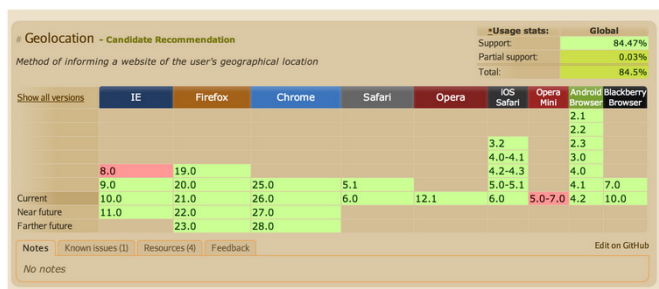 # Geolocation - Candidate Recommendation
*Usage stats: Global
Support: 84.47%
Partial support: 0.03%
Total: 84.5%
Method of informing a website of the user's geographical location
Show all versions IE Firefox Chrome Safari Opera iOS Safari Opera Mini Android Browser Blackberry Browser
2.1
2.2
3.2 2.3
4.0-4.1 3.0
8.0 19.0 4.2-4.3 4.0
9.0 20.0 25.0 5.1 5.0-5.1 4.1 7.0
Current 10.0 21.0 26.0 6.0 12.1 6.0 5.0-7.0 4.2 10.0
Near future 11.0 22.0 27.0
Farther future 23.0 28.0
Notes Known issues (1) Resources (4) Feedback Edit on GitHub
No notes